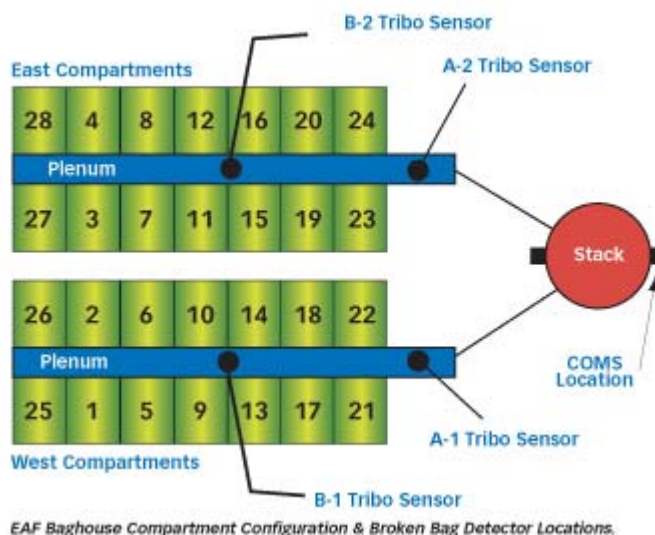 B-2 Tribo Sensor
East Compartments
A-2 Tribo Sensor
28 4 8 12 16 20 24
Plenum
27 3 7 11 15 19 23
Stack
26 2 6 10 14 18 22
Plenum
COMS
Location
25 1 5 9 13 17 21
A-1 Tribo Sensor
West Compartments
B-1 Tribo Sensor
EAF Baghouse Compartment Configuration & Broken Bag Detector Locations.